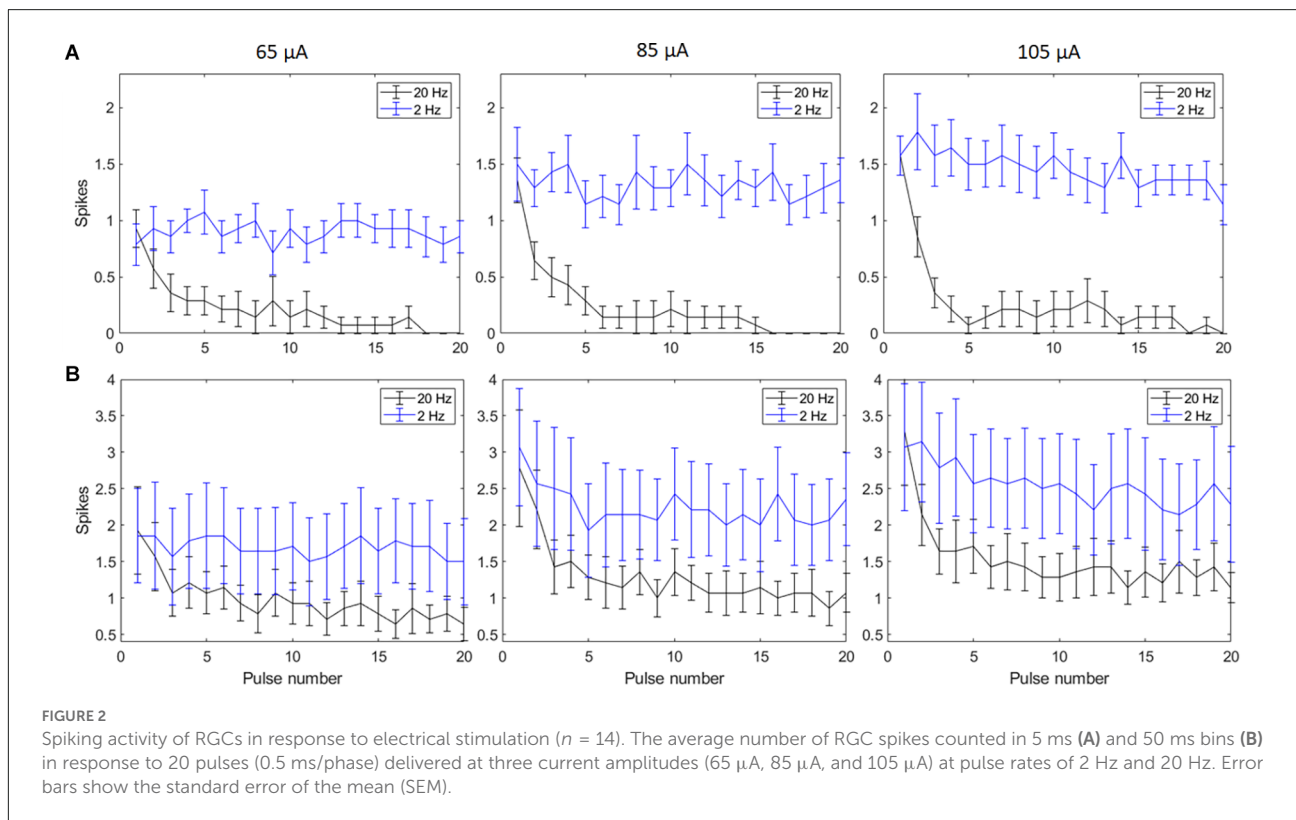 A
65 µA
85 µA
105 µA
20 Hz
2 Hz
20 Hz
2 Hz
20 Hz
2 Hz
Spikes
2
1.5
1
0.5
0
0 5 10 15 20
2
1.5
1
0.5
0
0 5 10 15 20
2
1.5
1
0.5
0
0 5 10 15 20
B
20 Hz
2 Hz
20 Hz
2 Hz
20 Hz
2 Hz
Spikes
4
3.5
3
2.5
2
1.5
1
0.5
0 5 10 15 20
Pulse number
4
3.5
3
2.5
2
1.5
1
0.5
0 5 10 15 20
Pulse number
4
3.5
3
2.5
2
1.5
1
0.5
0 5 10 15 20
Pulse number
FIGURE 2
Spiking activity of RGCs in response to electrical stimulation (n = 14). The average number of RGC spikes counted in 5 ms (A) and 50 ms bins (B)
in response to 20 pulses (0.5 ms/phase) delivered at three current amplitudes (65 µA, 85 µA, and 105 µA) at pulse rates of 2 Hz and 20 Hz. Error
bars show the standard error of the mean (SEM).